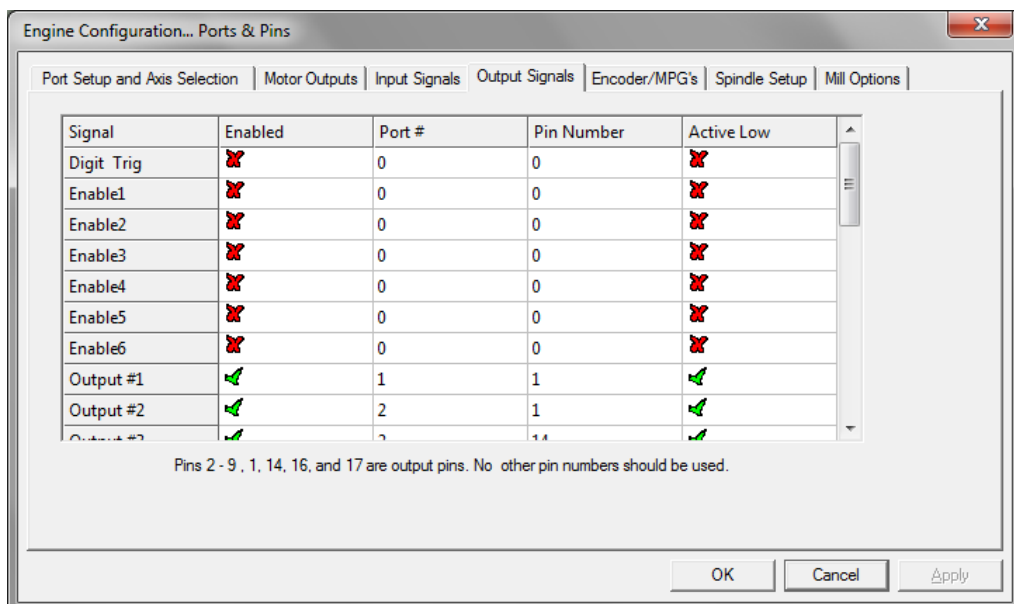 Engine Configuration... Ports & Pins
Port Setup and Axis Selection Motor Outputs Input Signals Output Signals Encoder/MPG's Spindle Setup Mill Options
Signal Enabled Port # Pin Number Active Low
Digit Trig 0 0
Enable1 0 0
Enable2 0 0
Enable3 0 0
Enable4 0 0
Enable5 0 0
Enable6 0 0
Output #1 1 1
Output #2 2 1
Pins 2 - 9 , 1, 14, 16, and 17 are output pins. No other pin numbers should be used.
OK Cancel Apply